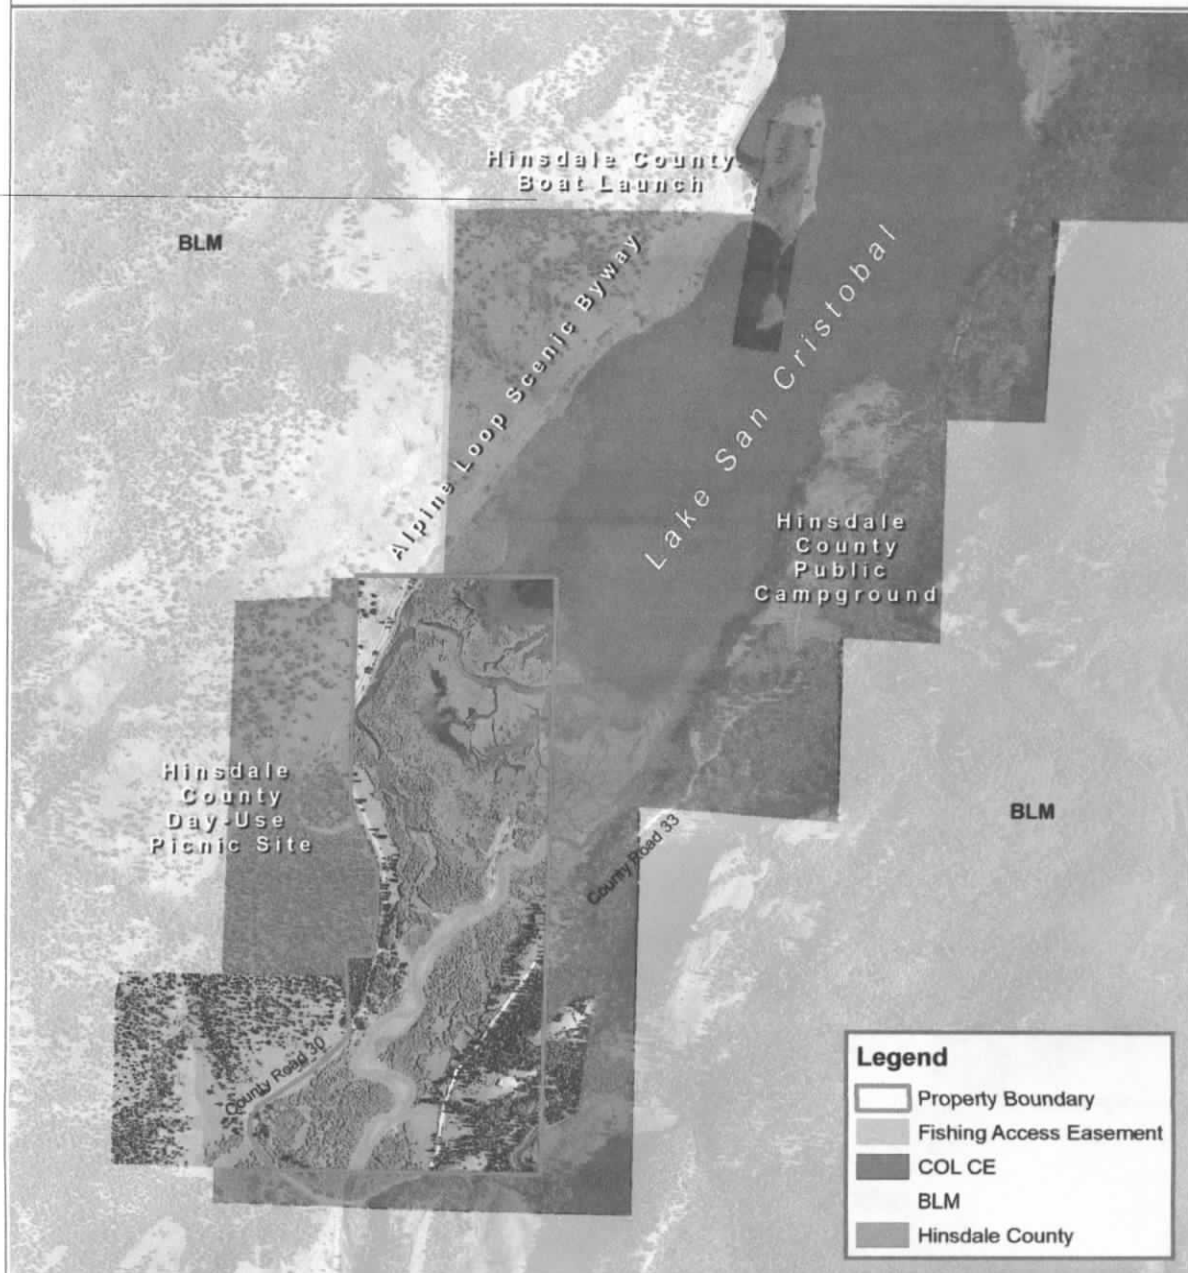 Hinsdale County
Boat Launch
BLM
Alpine Loop Scenic Byway
Lake San Cristobal
Hinsdale
County
Public
Campground
Hinsdale
County
Day-Use
Picnic Site
County Road 33
BLM
County Road 30
Legend
Property Boundary
Fishing Access Easement
COL CE
BLM
Hinsdale County